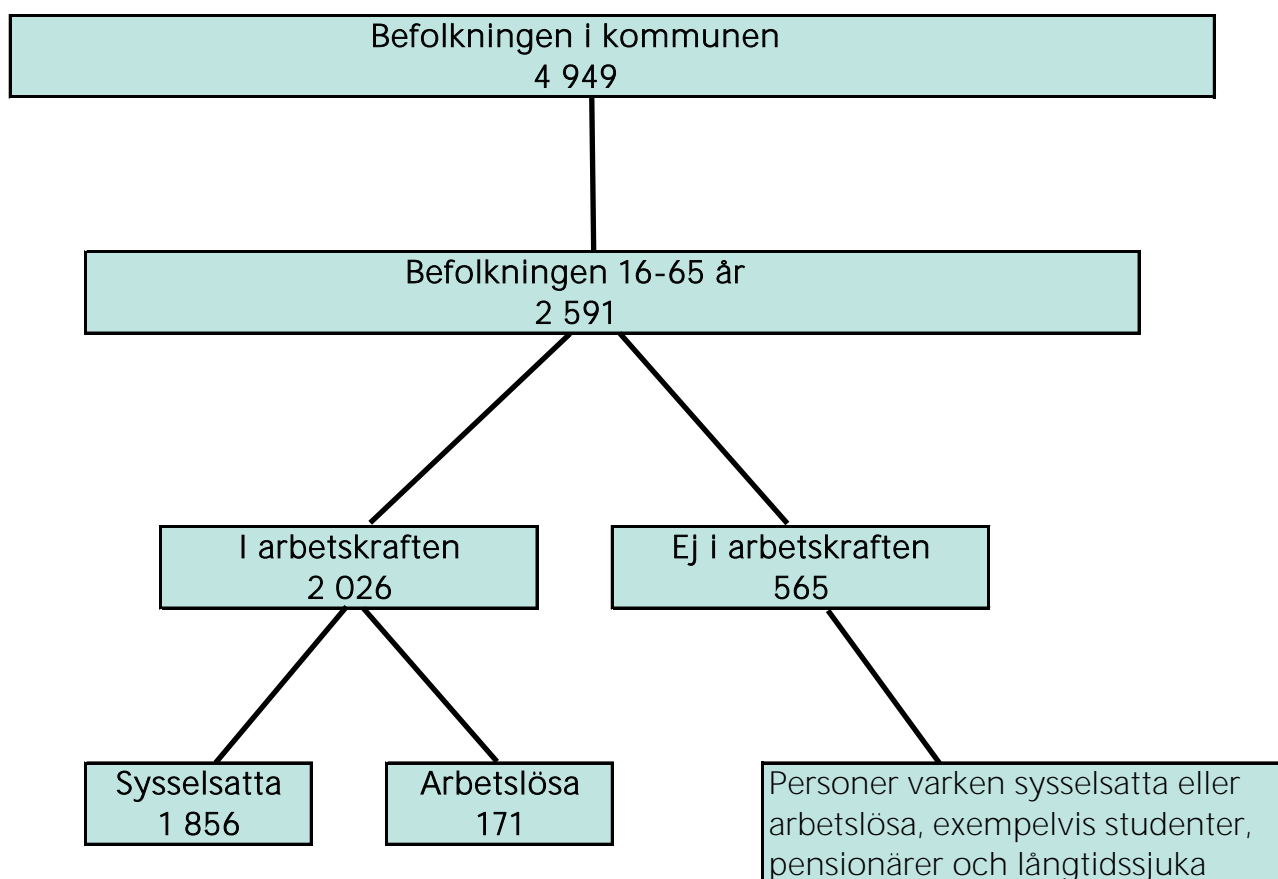 Befolkningen i kommunen
4 949
Befolkningen 16-65 år
2 591
I arbetskraften
2 026
Ej i arbetskraften
565
Sysselsatta
1 856
Arbetslösa
171
Personer varken sysselsatta eller
arbetslösa, exempelvis studenter,
pensionärer och långtidssjuka